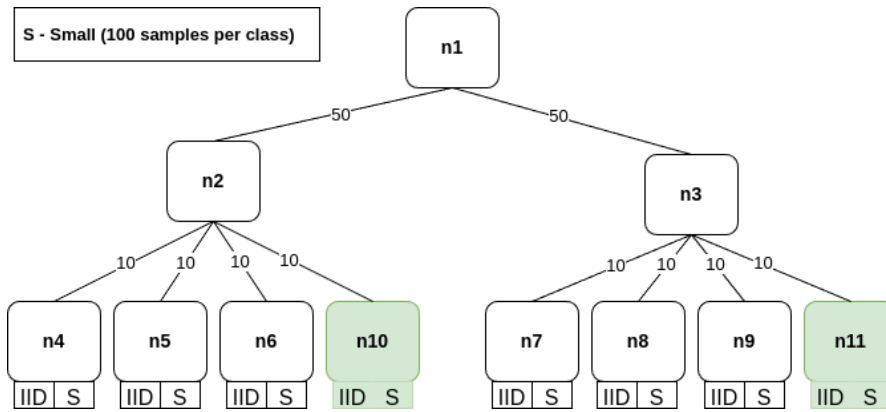 S - Small (100 samples per class)
n1
50
50
n2
n3
10
10
10
10
10
10
10
10
n4
n5
n6
n10
n7
n8
n9
n11
IID S
IID S
IID S
IID S
IID S
IID S
IID S
IID S